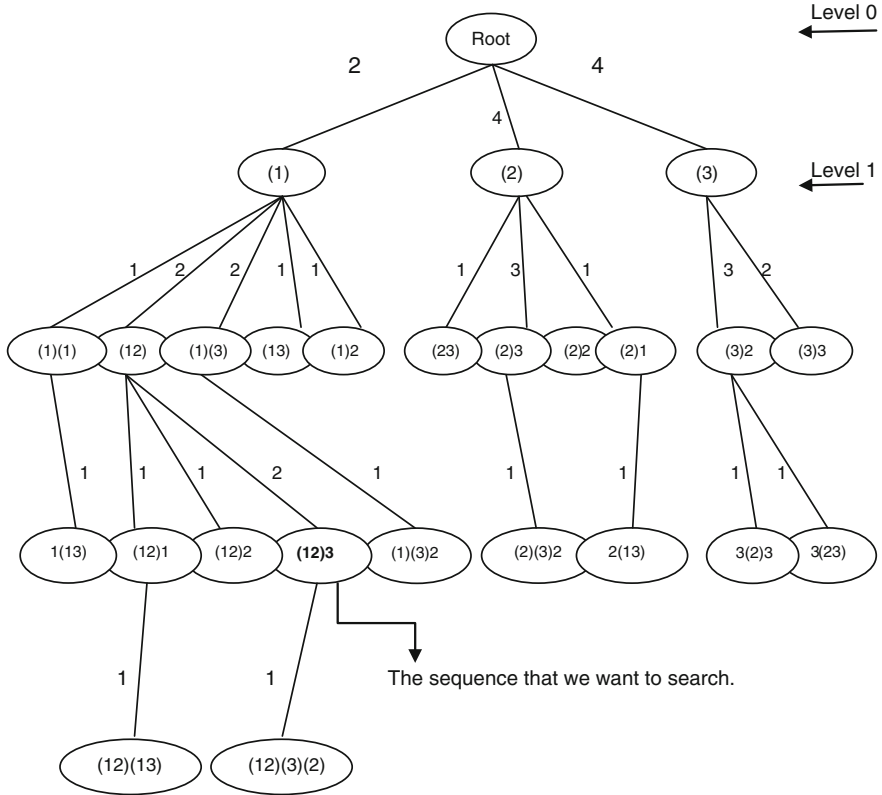 Level 0
Root
2 4
4
Level 1
(1) (2) (3)
1 2 2 1 1 1 3 1 3 2
(1)(1) (12) (1)(3) (13) (1)2 (23) (2)3 (2)2 (2)1 (3)2 (3)3
1 1 1 2 1 1 1 1 1
1(13) (12)1 (12)2 (12)3 (1)(3)2 (2)(3)2 2(13) 3(2)3 3(23)
1 1 The sequence that we want to search.
(12)(13) (12)(3)(2)